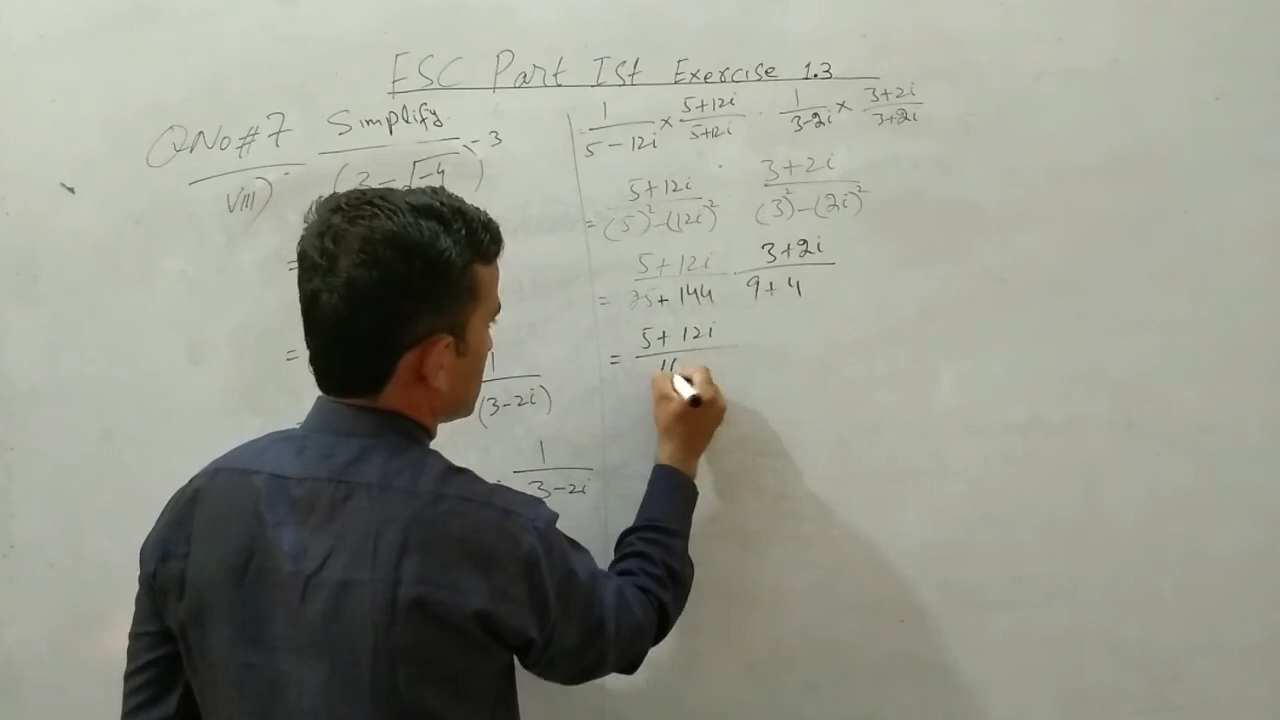 FSC Part Ist Exercise 1.3
QNo#7 Simplify
viii) (3-√-4)^-3
=
=
1/(3-2i)
1/3-2i
= 1/5-12i × 5+12i/5+12i · 1/3-2i × 3+2i/3+2i
= 5+12i/(5)²-(12i)² · 3+2i/(3)²-(2i)²
= 5+12i/25+144 · 3+2i/9+4
= 5+12i/1